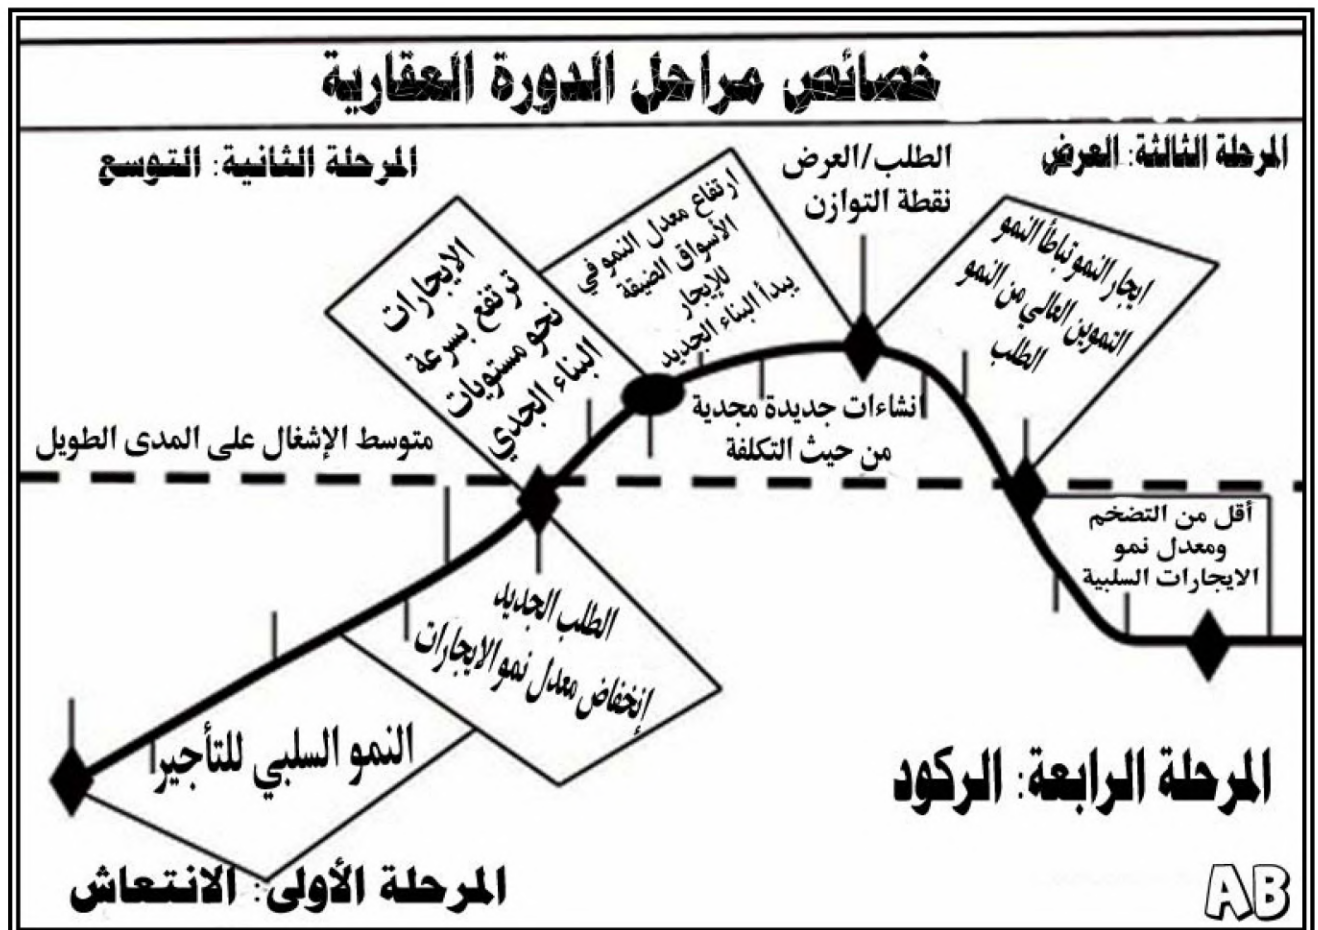 خصائص مراحل الدورة العقارية
المرحلة الثالثة: العرض
الطلب/العرض
نقطة التوازن
المرحلة الثانية: التوسع
ايجار النمو تباطأ النمو
التموين العالي من النمو
الطلب
ارتفاع معدل النمو في
الأسواق الضيقة
للإيجار
يبدأ البناء الجديد
الايجارات
ترتفع بسرعة
نحو مستويات
البناء الجدي
انشاءات جديدة مجدية
من حيث التكلفة
متوسط الإشغال على المدى الطويل
أقل من التضخم
ومعدل نمو
الايجارات السلبية
الطلب الجديد
إنخفاض معدل نمو الايجارات
النمو السلبي للتأجير
المرحلة الرابعة: الركود
المرحلة الأولى: الانتعاش
AB